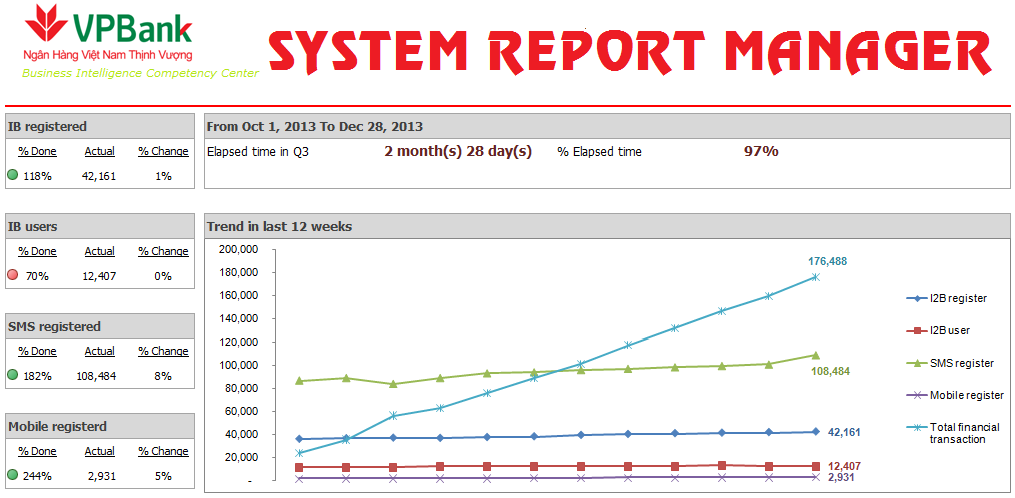 VPBank
Ngân Hàng Việt Nam Thịnh Vượng
Business Intelligence Competency Center
SYSTEM REPORT MANAGER
IB registered
% Done Actual % Change
118% 42,161 1%
From Oct 1, 2013 To Dec 28, 2013
Elapsed time in Q3 2 month(s) 28 day(s) % Elapsed time 97%
IB users
% Done Actual % Change
70% 12,407 0%
SMS registered
% Done Actual % Change
182% 108,484 8%
Mobile registerd
% Done Actual % Change
244% 2,931 5%
Trend in last 12 weeks
200,000
180,000
160,000
140,000
120,000
100,000
80,000
60,000
40,000
20,000
-
176,488
108,484
42,161
12,407
2,931
I2B register
I2B user
SMS register
Mobile register
Total financial
transaction